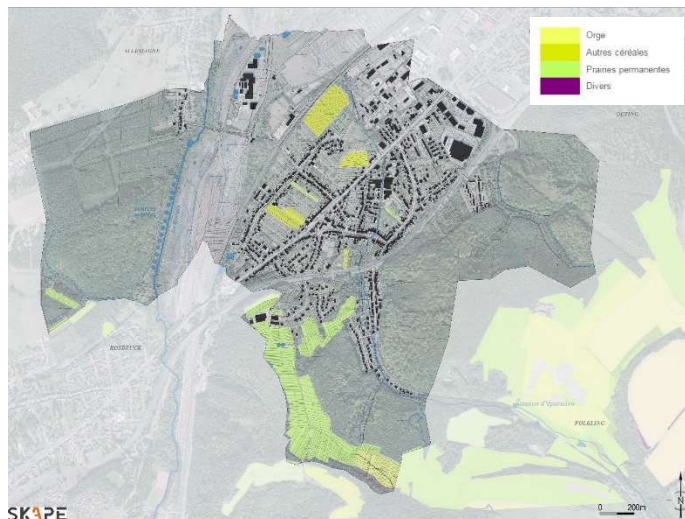 Orge
Autres céréales
Prairies permanentes
Divers
ALLEMAGNE
OETING
ROSBRUCK
FOLKLING
SKAPE
0 200m
N